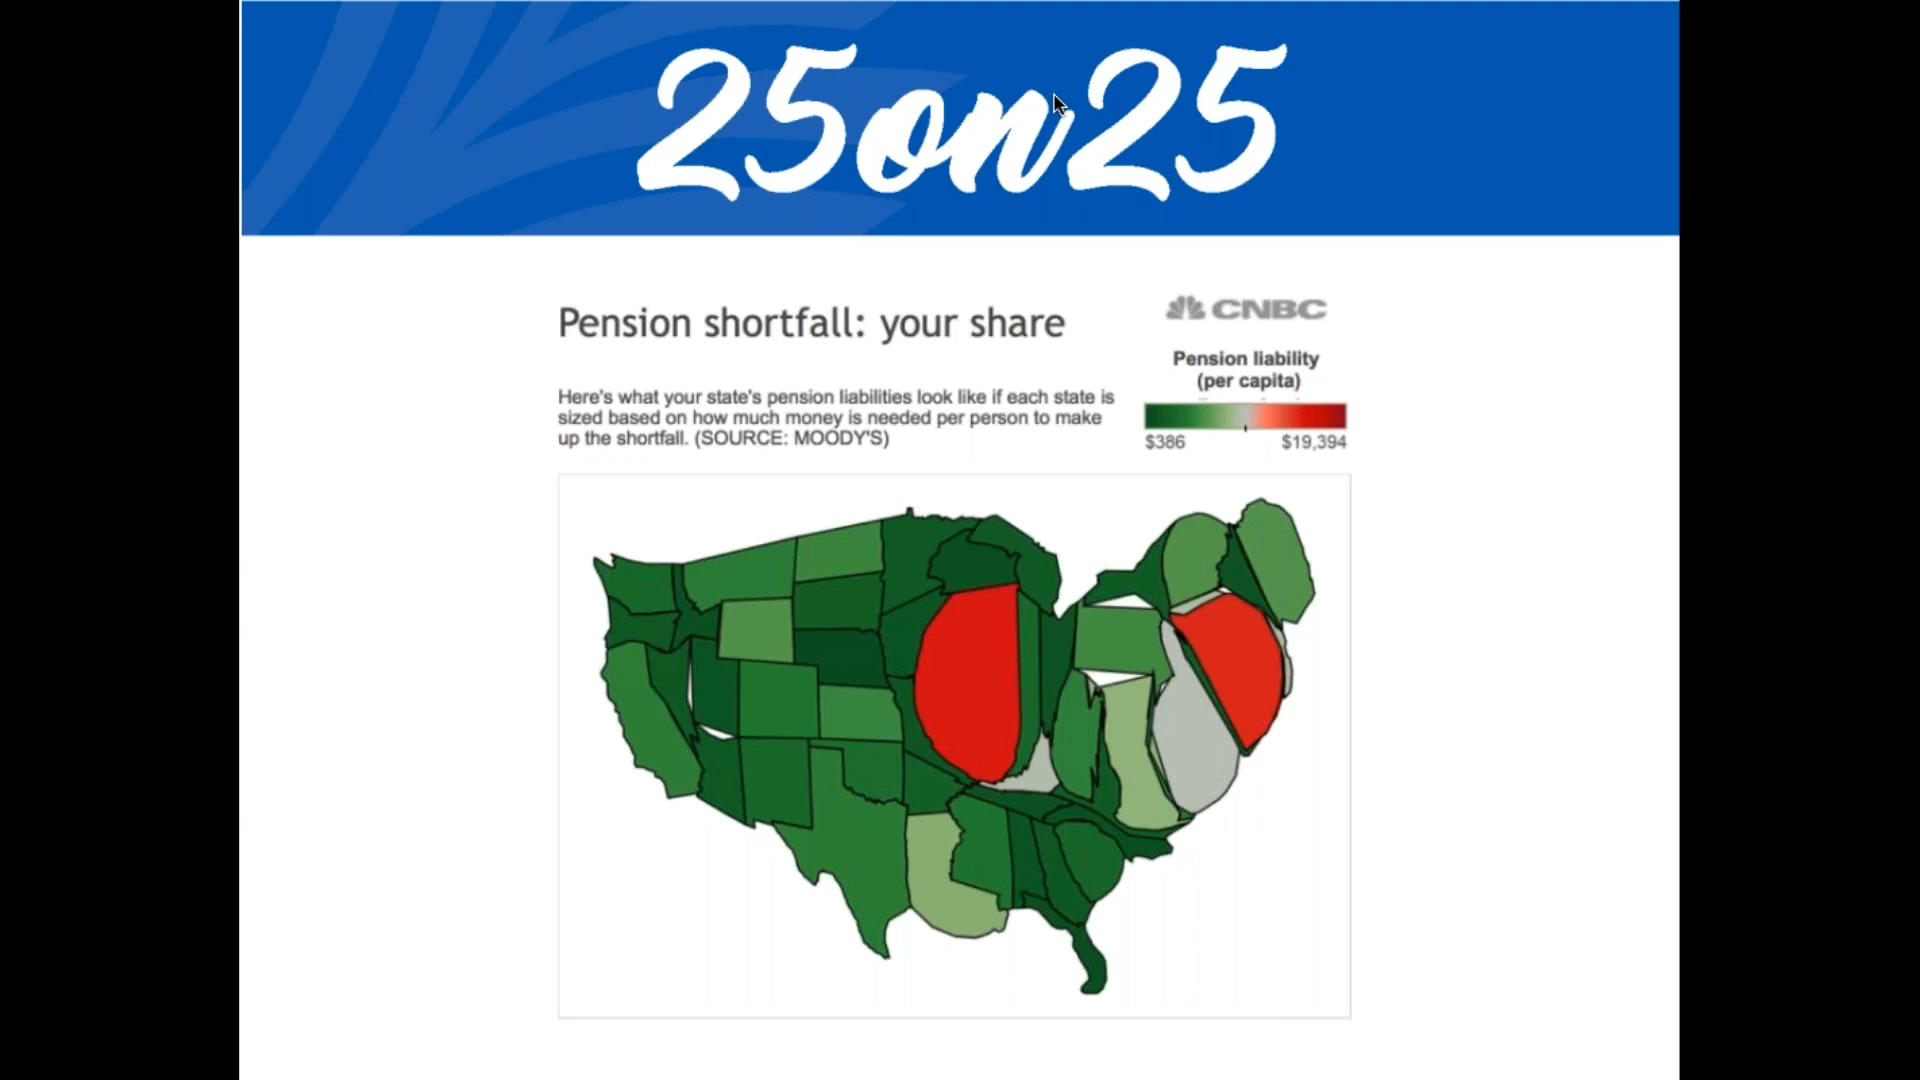 25on25
Pension shortfall: your share
CNBC
Pension liability
(per capita)
$386
$19,394
Here's what your state's pension liabilities look like if each state is
sized based on how much money is needed per person to make
up the shortfall. (SOURCE: MOODY'S)